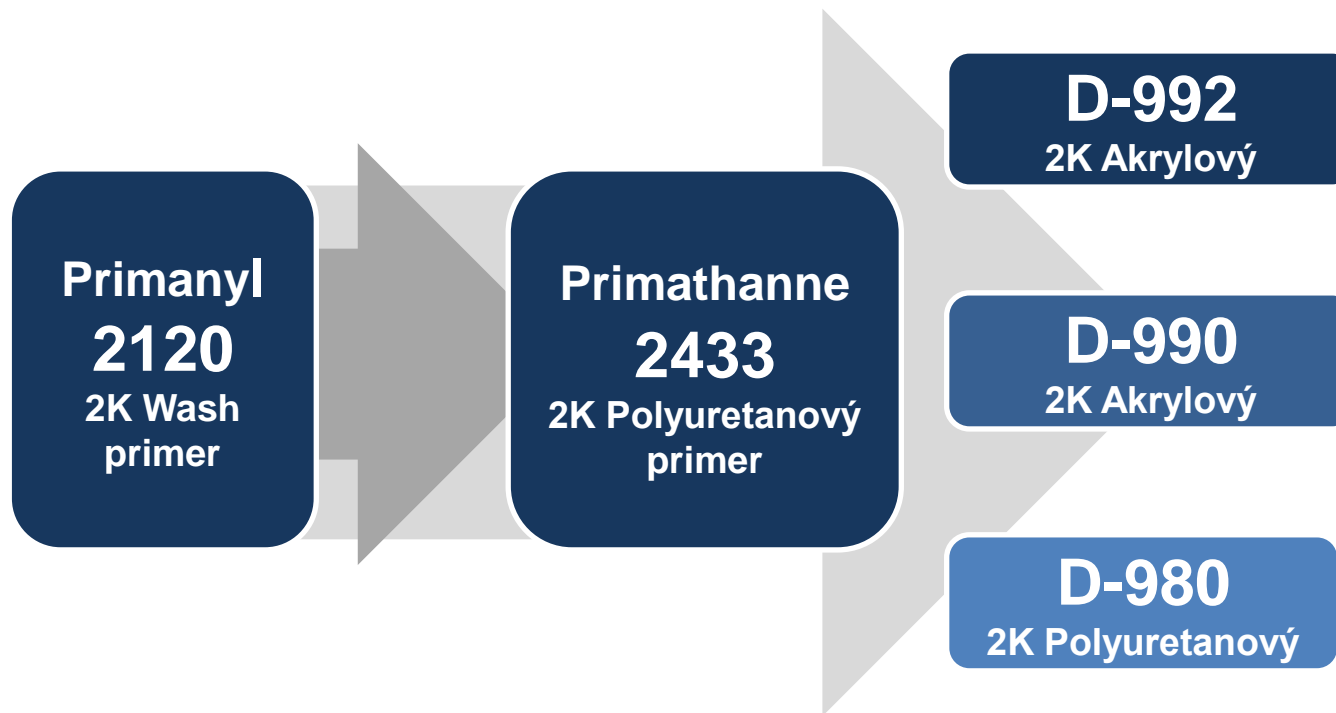 Primanyl
2120
2K Wash
primer
Primathanne
2433
2K Polyuretanový
primer
D-992
2K Akrylový
D-990
2K Akrylový
D-980
2K Polyuretanový